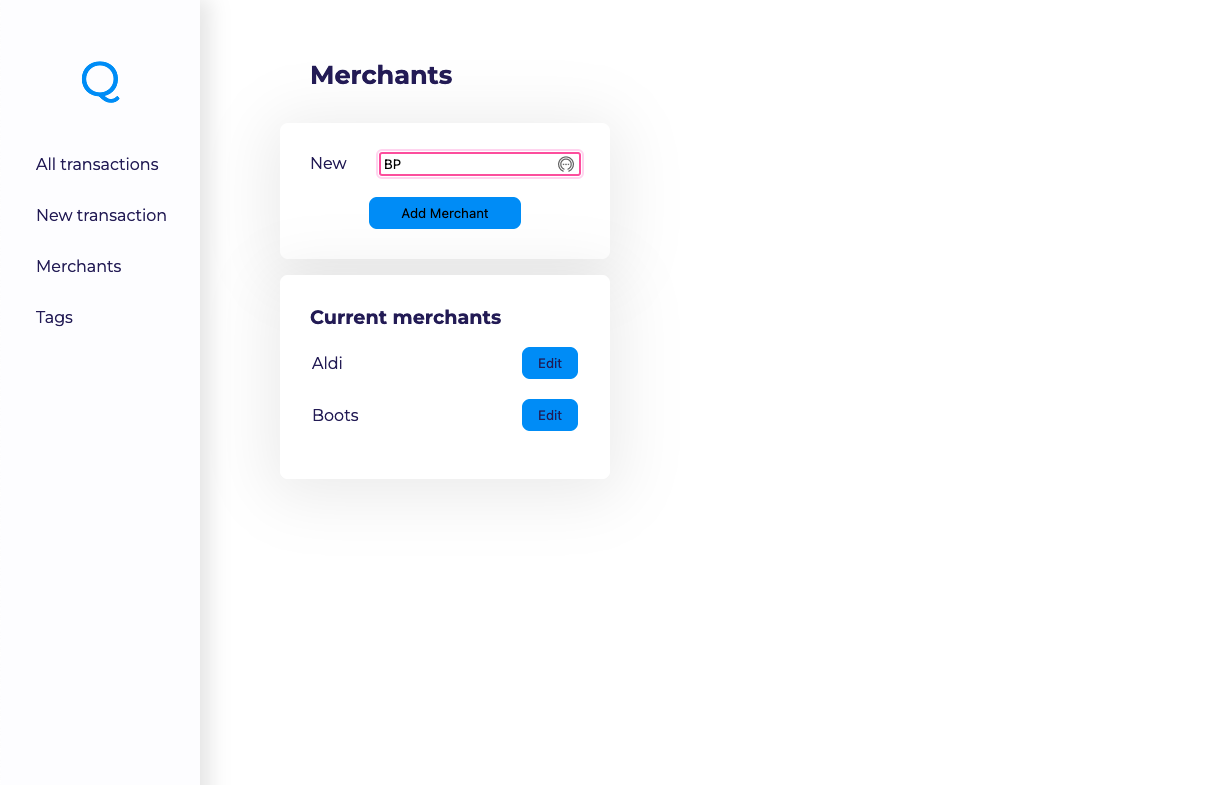 Q
All transactions
New transaction
Merchants
Tags
Merchants
New BP
Add Merchant
Current merchants
Aldi Edit
Boots Edit